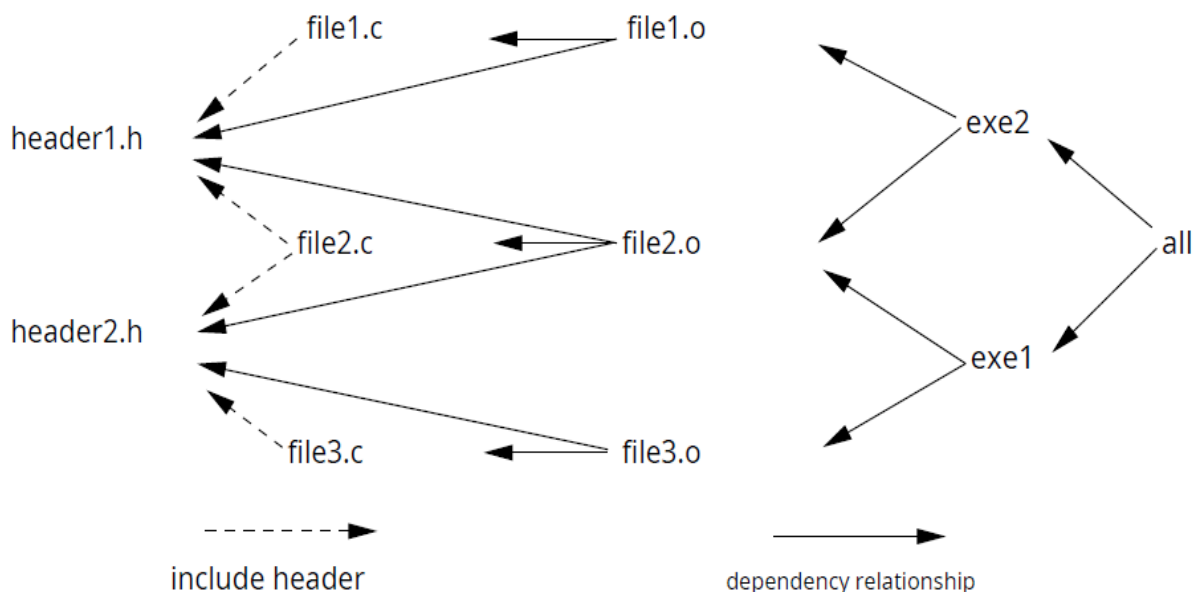 file1.c file1.o
header1.h exe2
file2.c file2.o all
header2.h exe1
file3.c file3.o
include header dependency relationship